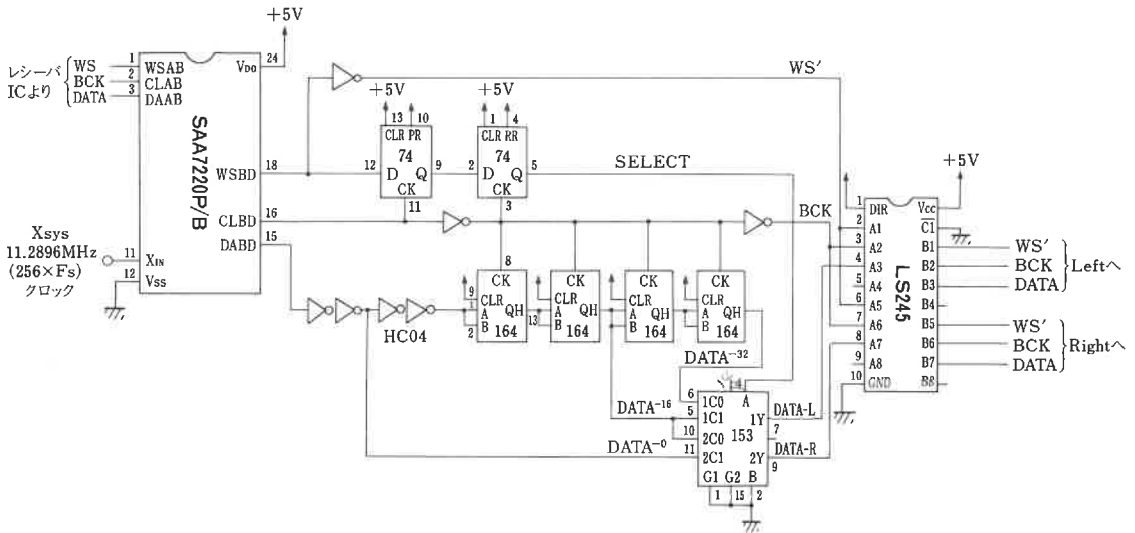 +5V
レシーバ
ICより
WS
BCK
DATA
1
2
3
WSAB
CLAB
DAAB
VDD
24
SAA7220P/B
WSBD
18
CLBD
16
DABD
15
Xsys
11.2896MHz
(256×Fs)
クロック
11
12
XIN
VSS
WS'
+5V
13
10
CLR PR
74
12
D
Q
9
CK
11
+5V
1
4
CLR RR
74
2
D
Q
5
CK
3
SELECT
BCK
HC04
8
CK
9
CLR
1
A
B
2
QH
164
13
CK
CLR
A
B
QH
164
CK
CLR
A
B
QH
164
CK
CLR
A
B
QH
164
DATA-32
DATA-16
DATA-0
6
5
10
11
1C0
1C1
2C0
2C1
A
153
1Y
2Y
G1
G2
B
1
15
2
7
9
DATA-L
DATA-R
+5V
LS245
1
2
3
4
5
6
7
8
9
10
DIR
A1
A2
A3
A4
A5
A6
A7
A8
GND
Vcc
C1
B1
B2
B3
B4
B5
B6
B7
B8
WS'
BCK
DATA
Leftへ
WS'
BCK
DATA
Rightへ